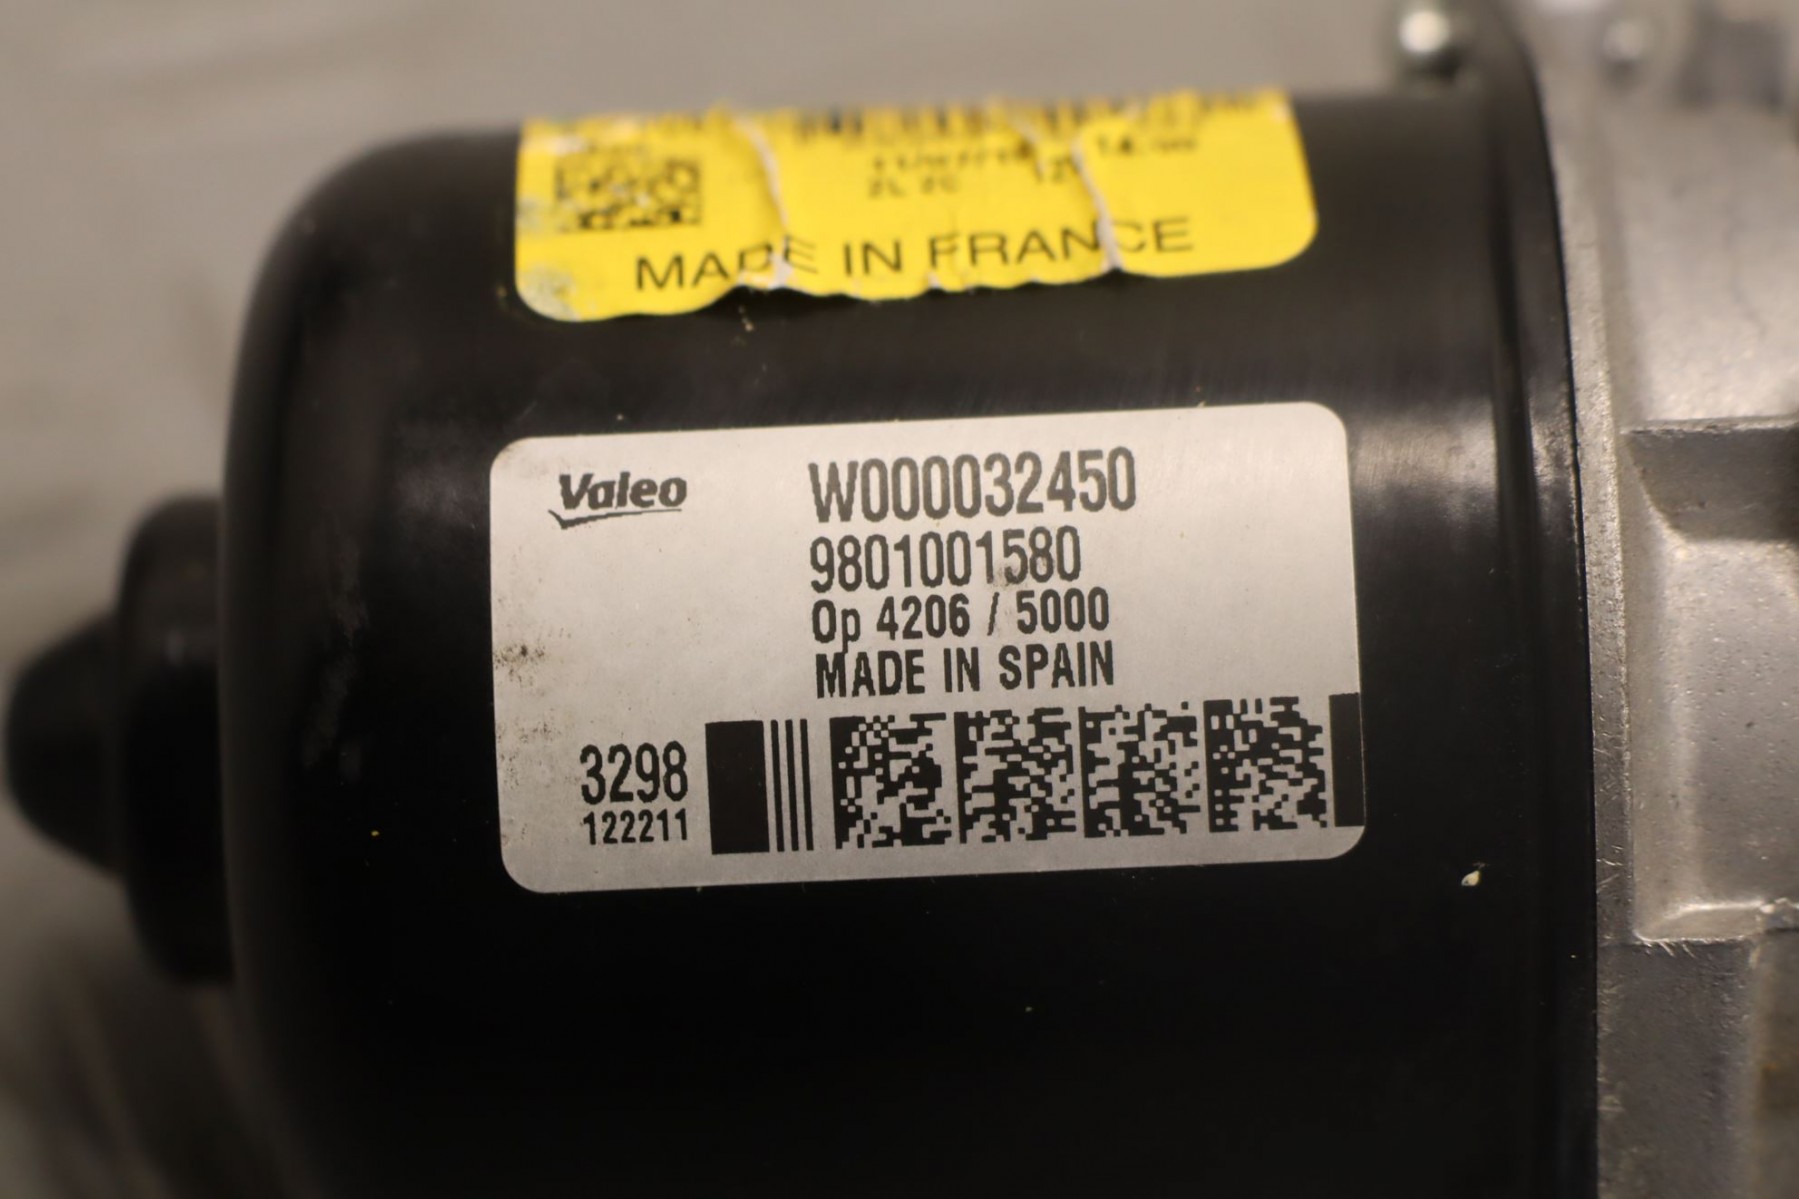 MADE IN FRANCE
Valeo
W000032450
9801001580
Op 4206 / 5000
MADE IN SPAIN
3298
122211